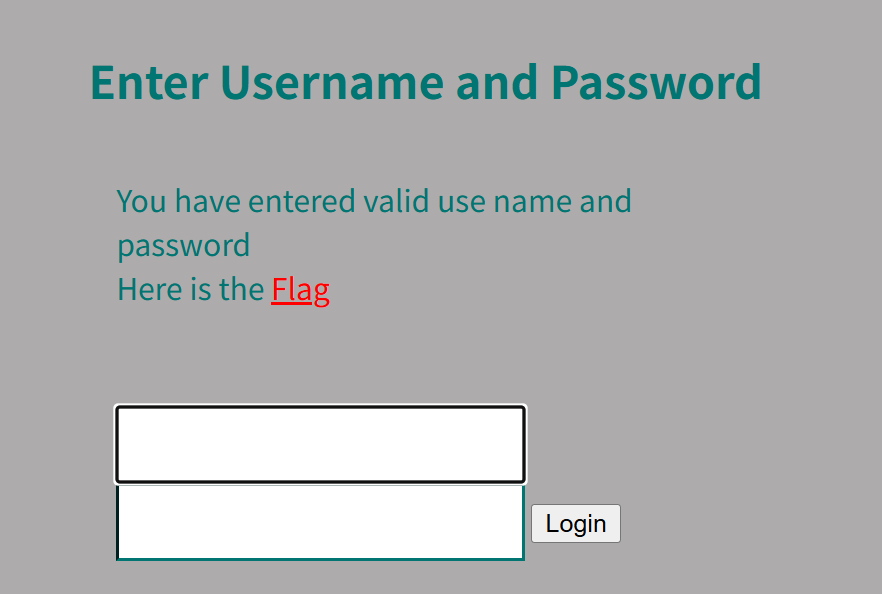 Enter Username and Password
You have entered valid use name and
password
Here is the Flag
Login